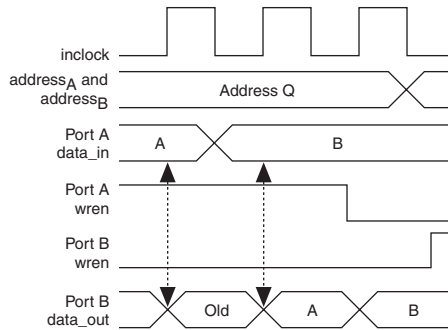 inclock
addressA and
addressB
Address Q
Port A
data_in
A
B
Port A
wren
Port B
wren
Port B
data_out
Old
A
B